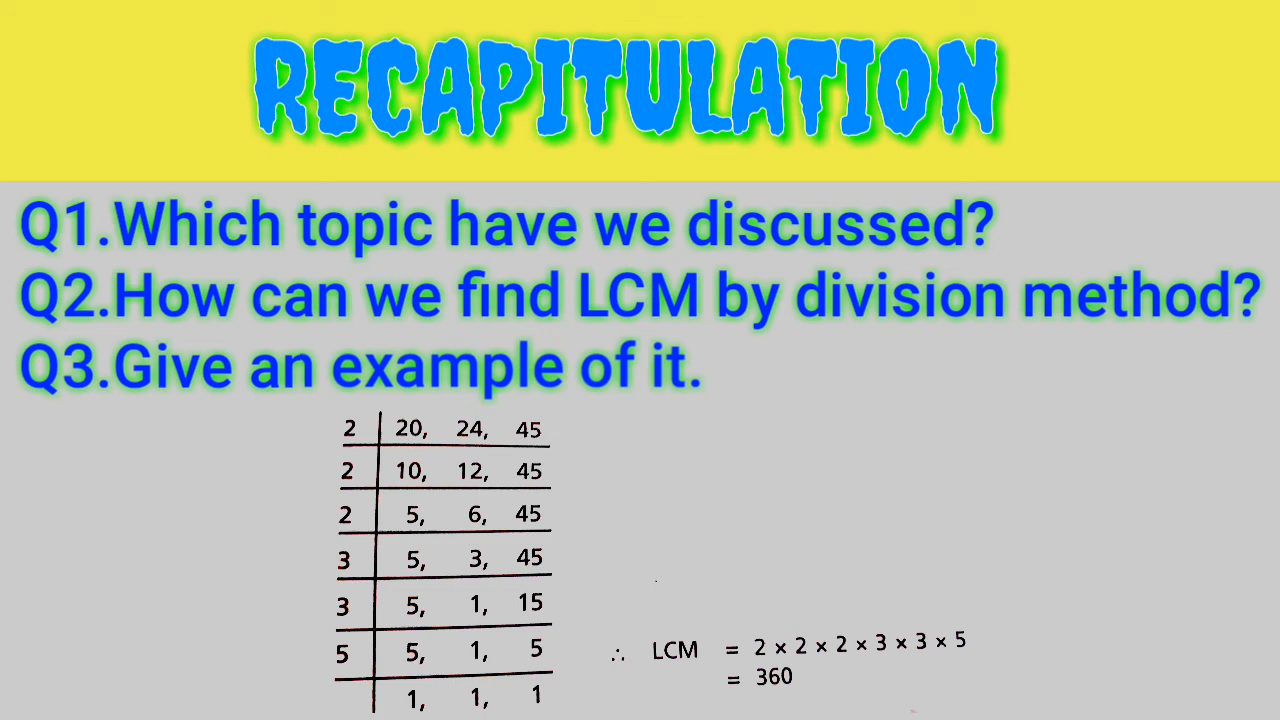 RECAPITULATION
Q1.Which topic have we discussed?
Q2.How can we find LCM by division method?
Q3.Give an example of it.
2 20, 24, 45
2 10, 12, 45
2 5, 6, 45
3 5, 3, 45
3 5, 1, 15
5 5, 1, 5
1, 1, 1
∴ LCM = 2 × 2 × 2 × 3 × 3 × 5
= 360